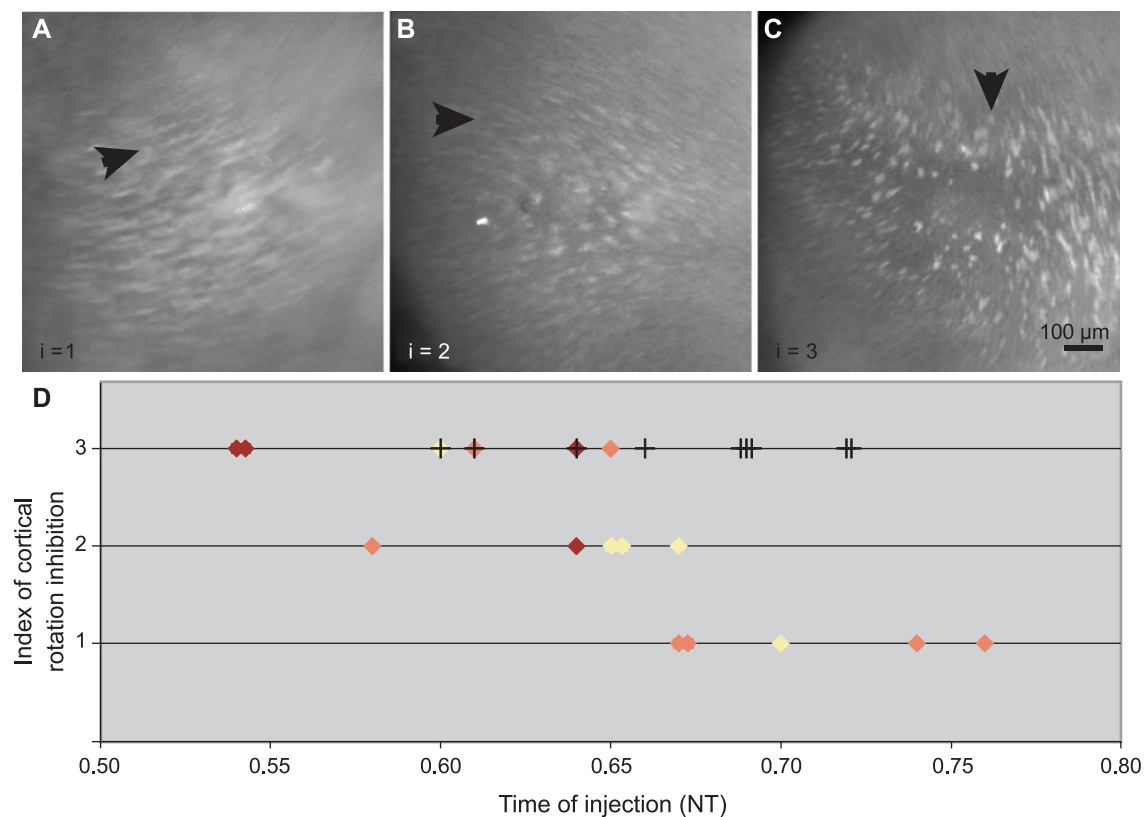 A
B
C
i =1
i = 2
i = 3
100 µm
D
Index of cortical
rotation inhibition
3
2
1
0.50
0.55
0.60
0.65
0.70
0.75
0.80
Time of injection (NT)